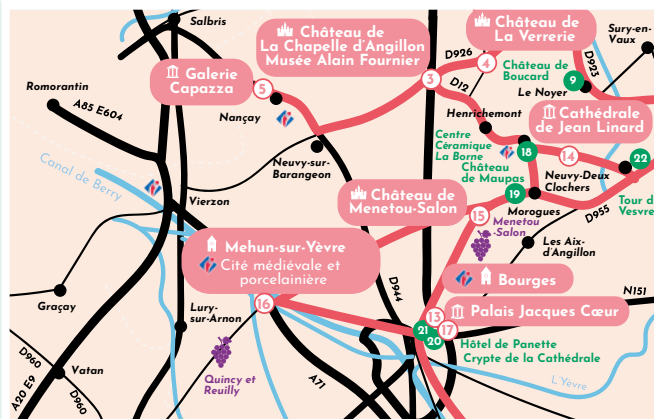 Salbris
Château de
La Chapelle d'Angillon
Musée Alain Fournier
Château de
La Verrerie
Sury-en-
Vaux
D926
4
D923
Château de
Boucard
9
Le Noyer
Galerie
Capazza
5
3
D12
Romorantin
A85 E604
Nançay
Henrichemont
Cathédrale
de Jean Linard
Centre
Céramique
La Borne
18
14
22
Neuvy-sur-
Barangeon
Château
de Maupas
Neuvy-Deux
Clochers
Canal de Berry
Vierzon
Château de
Menetou-Salon
19
Morogues
D955
Tour d
Vesvre
15
Menetou
-Salon
Les Aix-
d'Angillon
Mehun-sur-Yèvre
Cité médiévale et
porcelainière
Bourges
D944
N151
Graçay
16
Lury-
sur-Arnon
13
Palais Jacques Cœur
17
21
20
Hôtel de Panette
Crypte de la Cathédrale
D960
Vatan
Quincy et
Reuilly
A71
L'Yèvre
A20 E9
D960